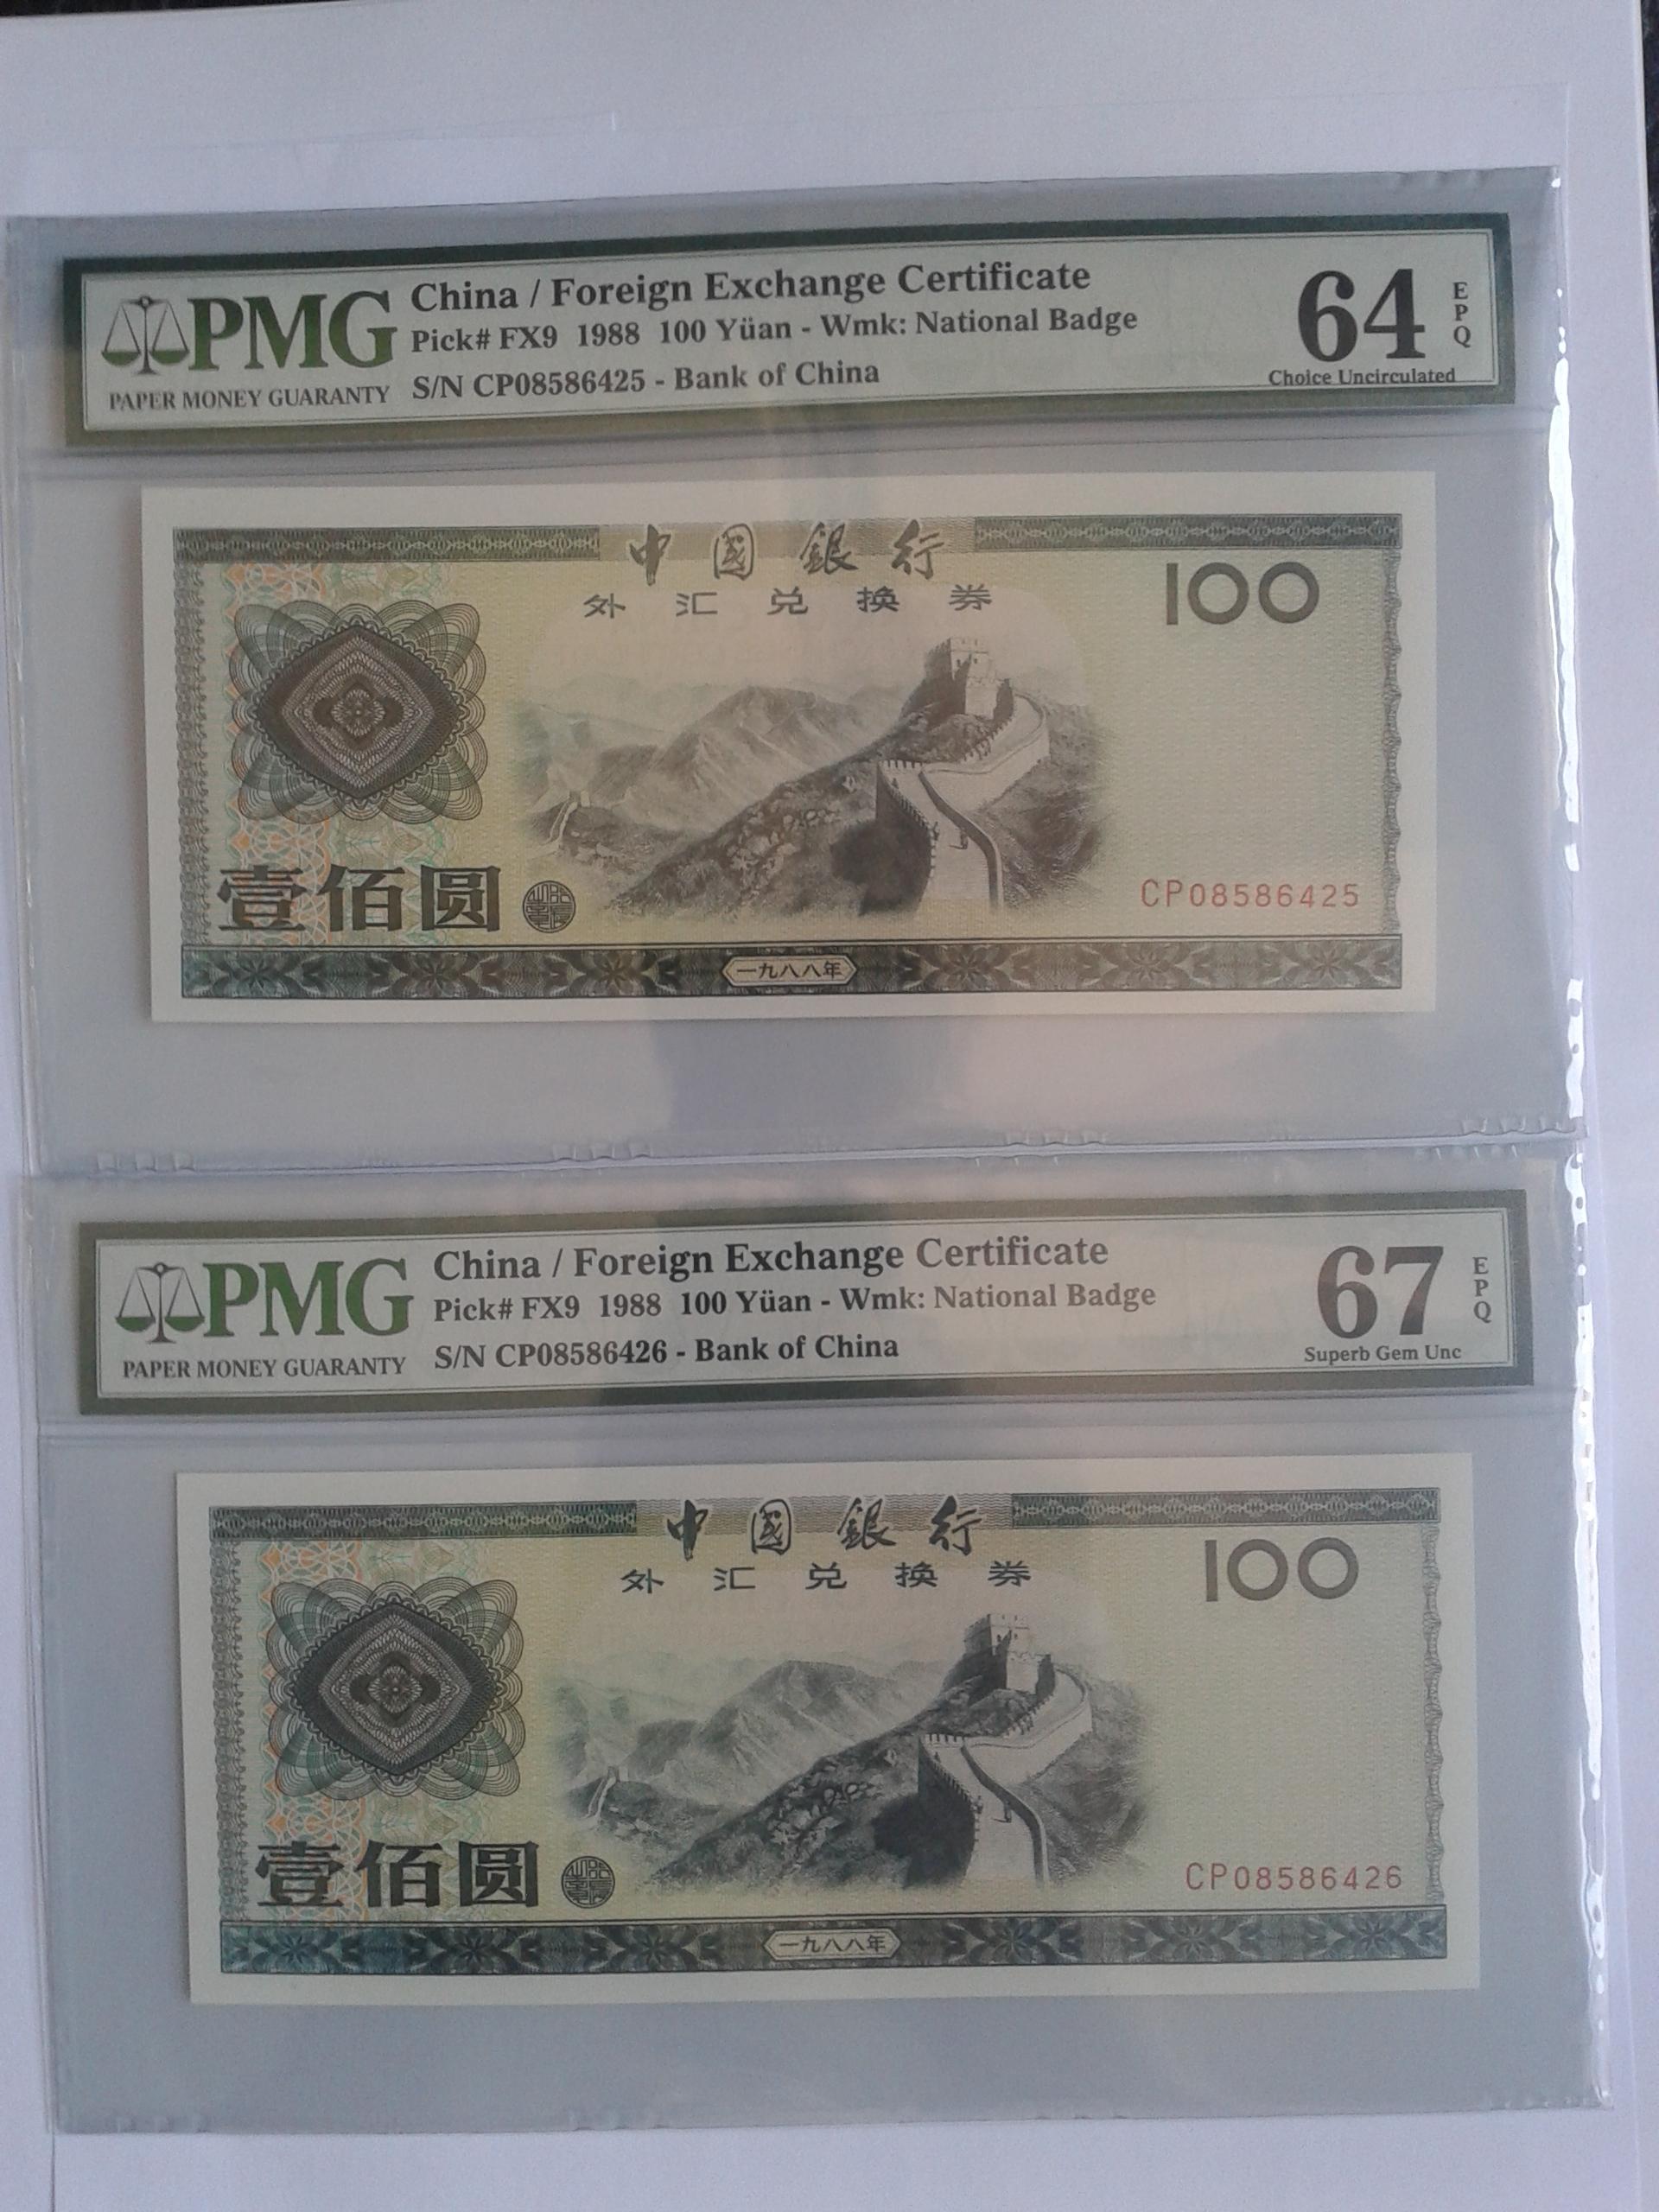 PMG
PAPER MONEY GUARANTY
China / Foreign Exchange Certificate
Pick# FX9 1988 100 Yüan - Wmk: National Badge
S/N CP08586425 - Bank of China
64
EPQ
Choice Uncirculated
中國銀行
外汇兑换券
100
壹佰圆
CP08586425
一九八八年
PMG
PAPER MONEY GUARANTY
China / Foreign Exchange Certificate
Pick# FX9 1988 100 Yüan - Wmk: National Badge
S/N CP08586426 - Bank of China
67
EPQ
Superb Gem Unc
中國銀行
外汇兑换券
100
壹佰圆
CP08586426
一九八八年